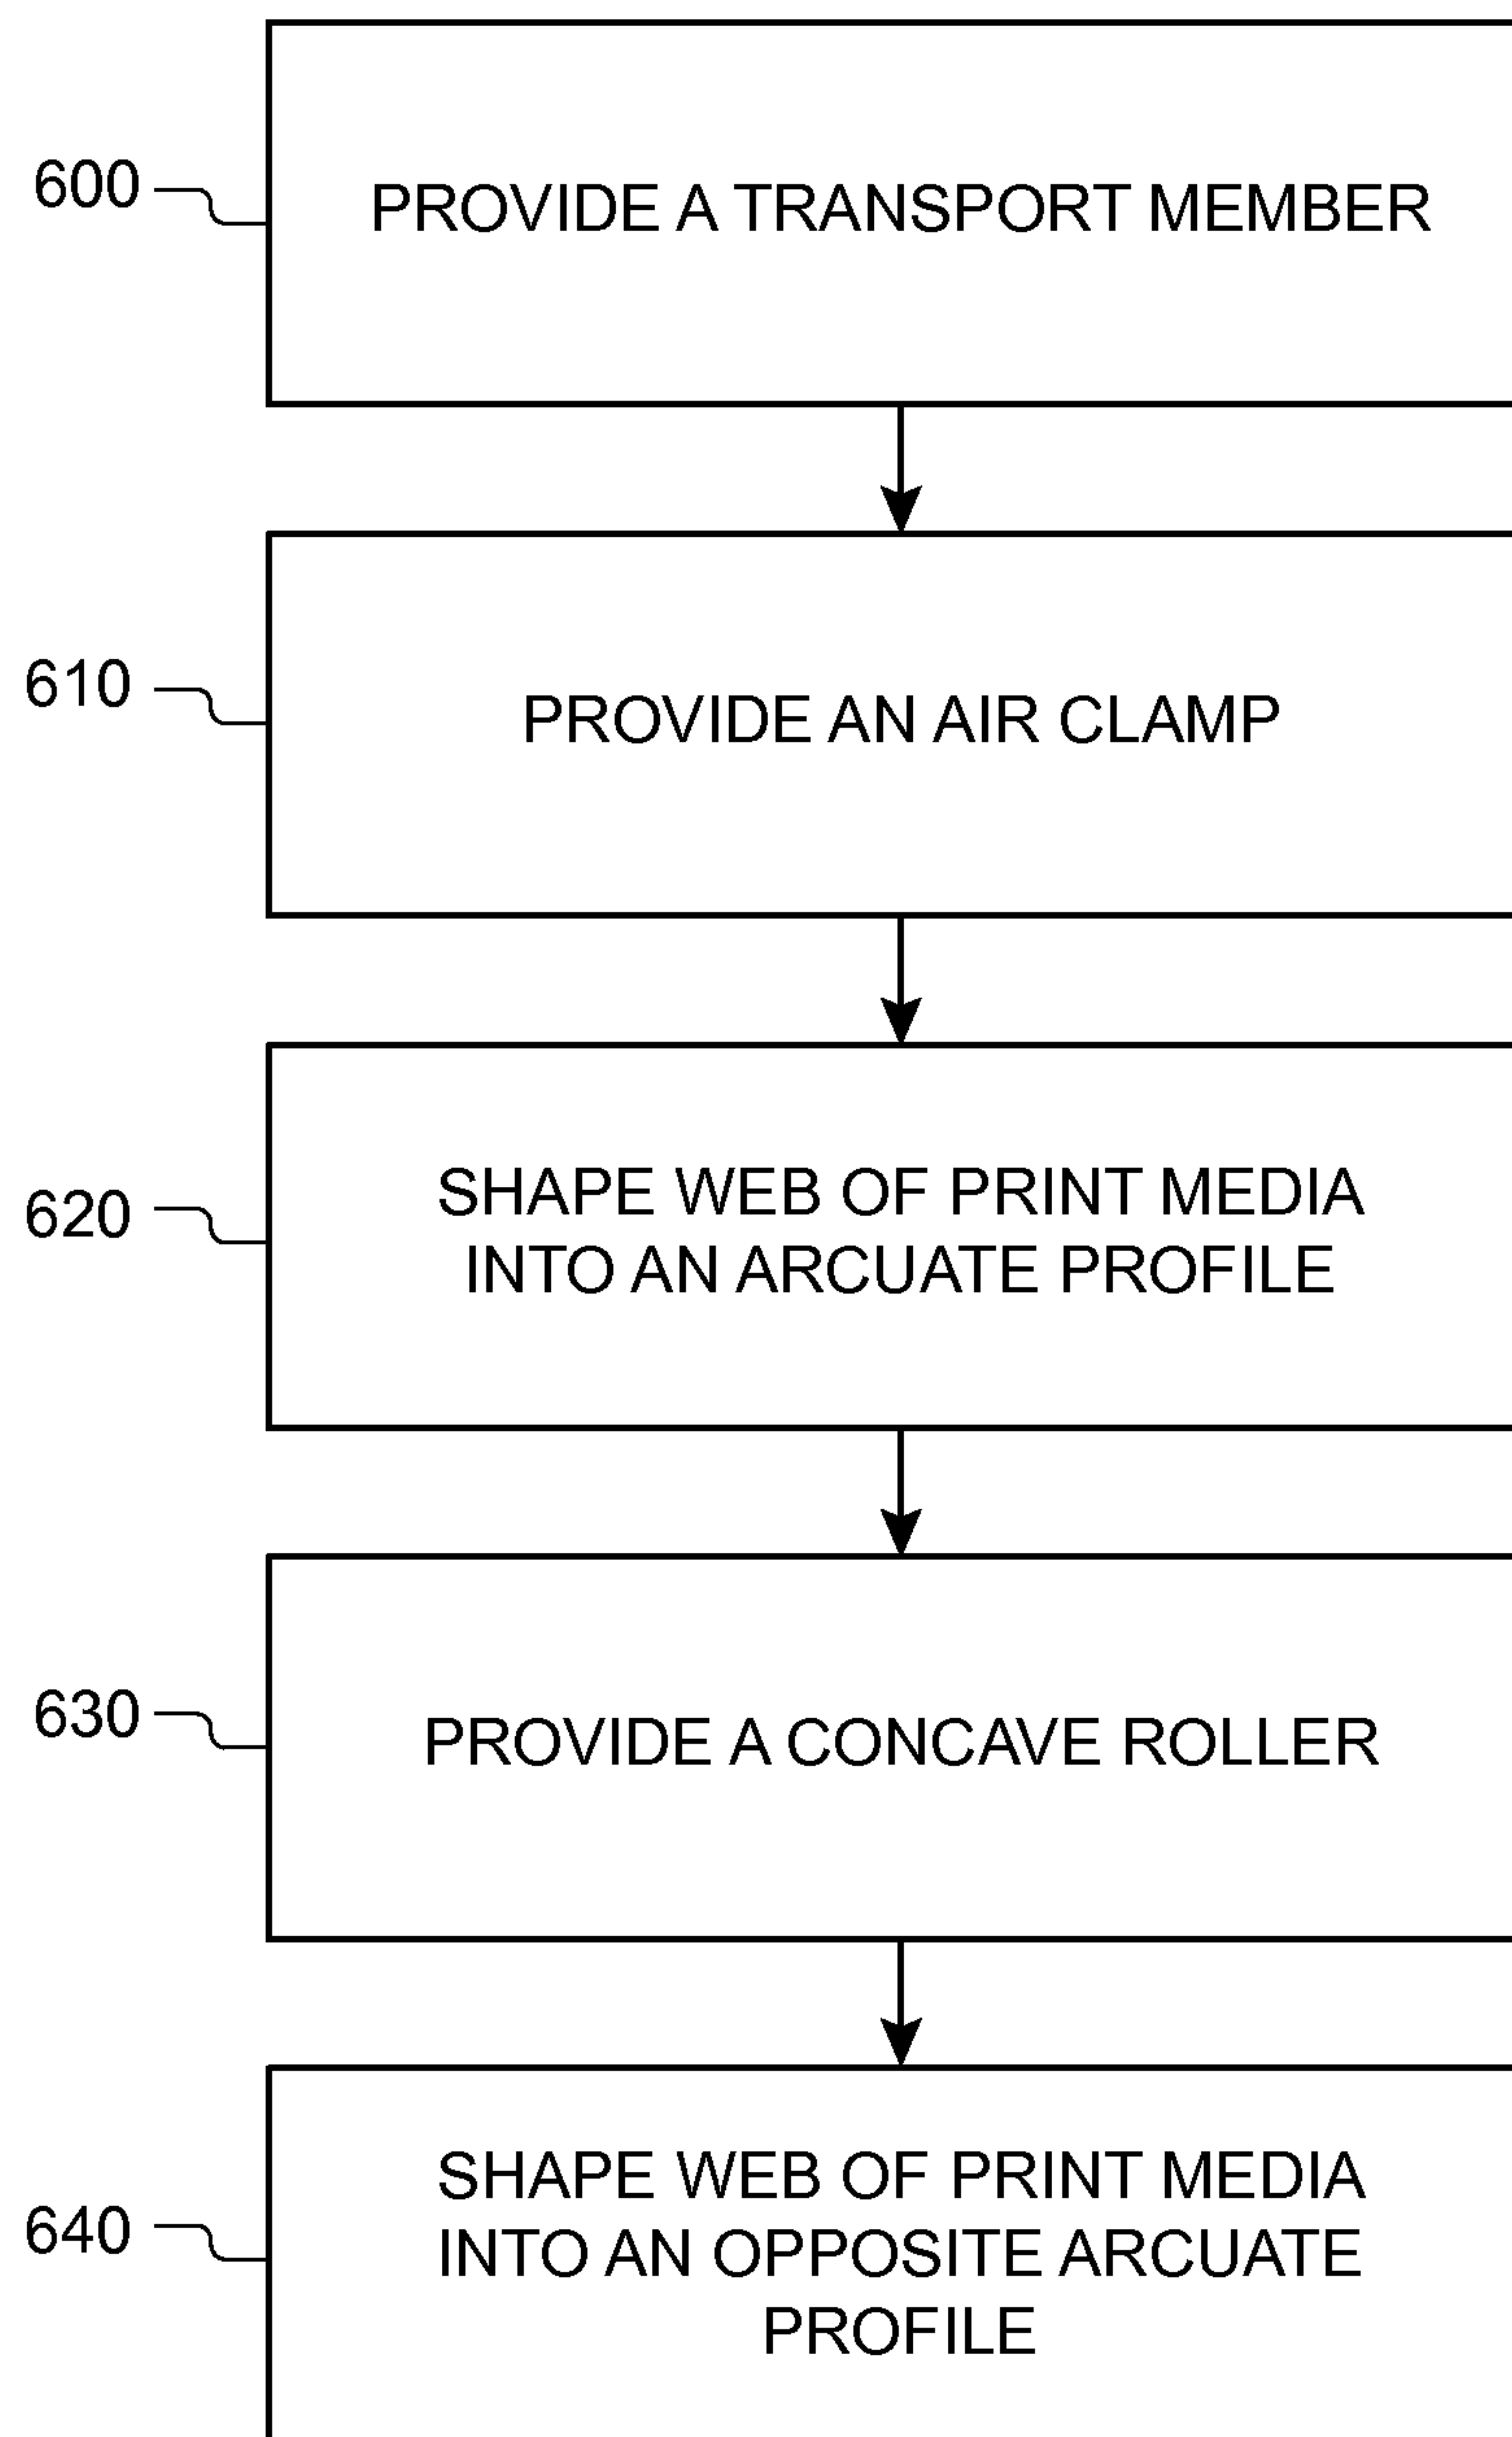 600
PROVIDE A TRANSPORT MEMBER
610
PROVIDE AN AIR CLAMP
620
SHAPE WEB OF PRINT MEDIA
INTO AN ARCUATE PROFILE
630
PROVIDE A CONCAVE ROLLER
640
SHAPE WEB OF PRINT MEDIA
INTO AN OPPOSITE ARCUATE
PROFILE